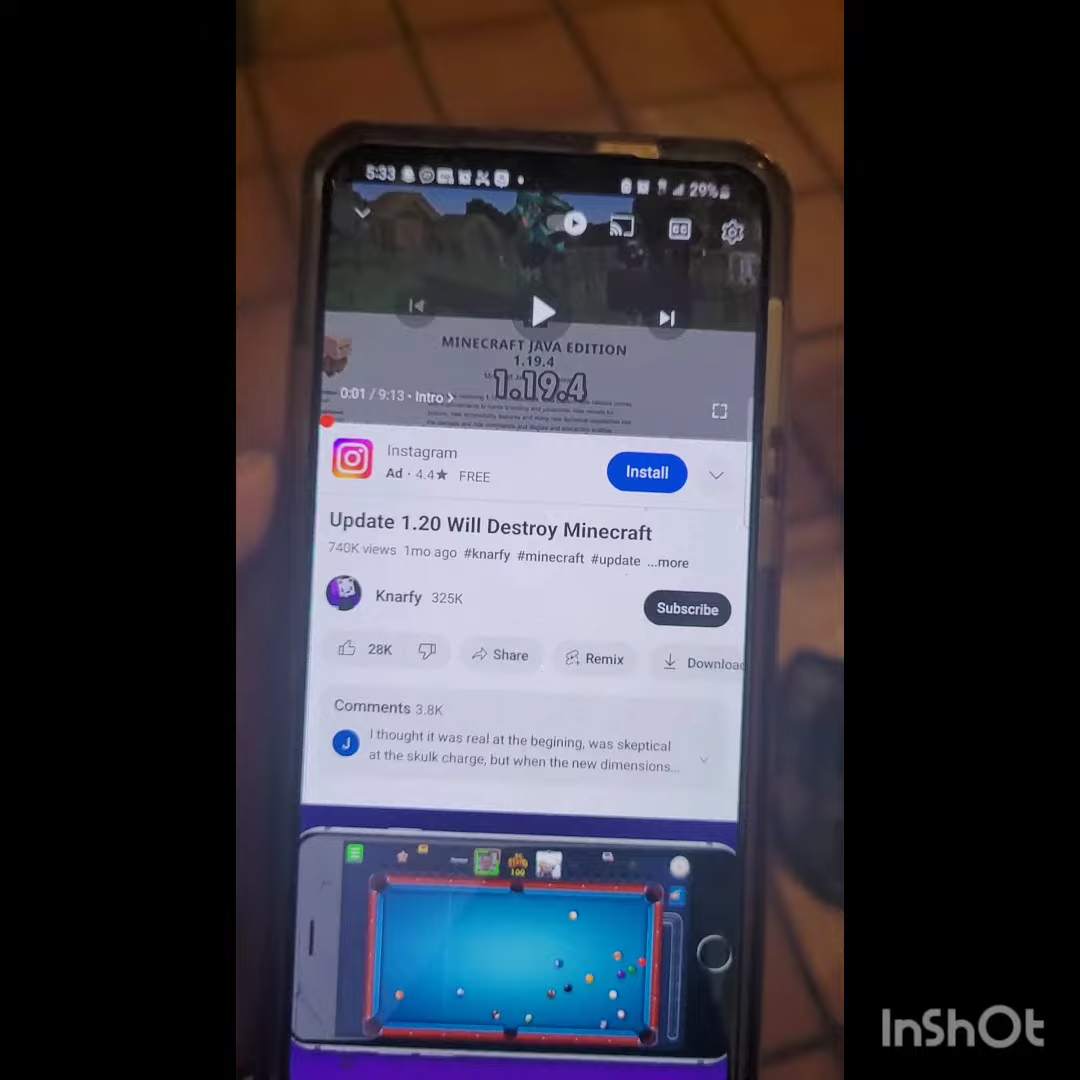 5:33
29%
MINECRAFT JAVA EDITION
1.19.4
1.19.4
0:01 / 9:13 • Intro >
Instagram
Ad • 4.4★ FREE
Install
Update 1.20 Will Destroy Minecraft
740K views 1mo ago #knarfy #minecraft #update ...more
Knarfy 325K
Subscribe
28K
Share
Remix
Downloac
Comments 3.8K
J
I thought it was real at the begining, was skeptical
at the skulk charge, but when the new dimensions...
100
InShOt